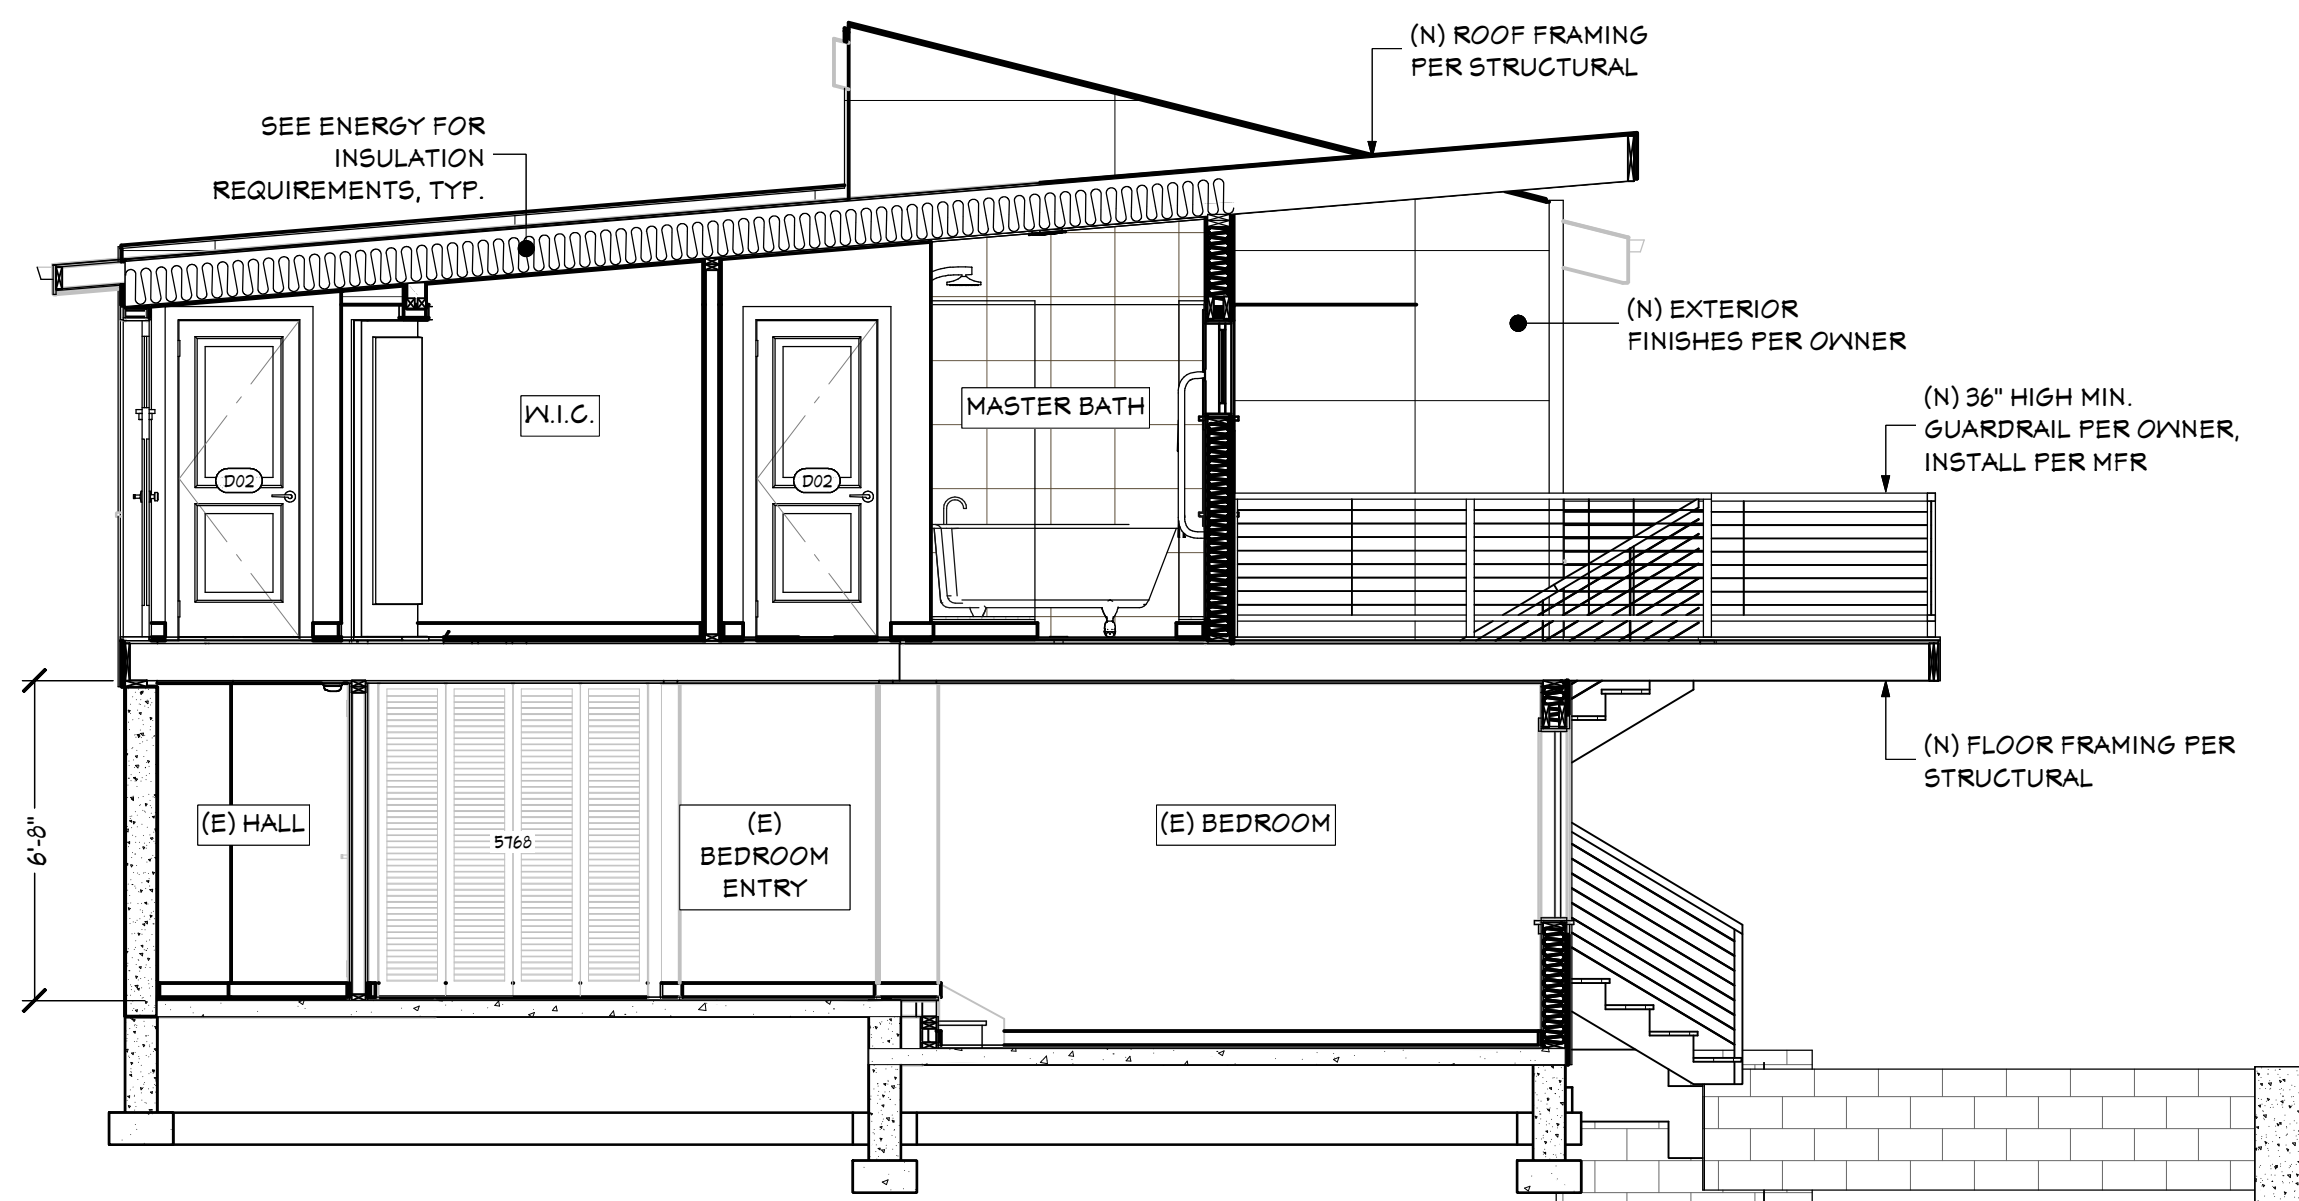 (N) ROOF FRAMING
PER STRUCTURAL
SEE ENERGY FOR
INSULATION
REQUIREMENTS, TYP.
(N) EXTERIOR
FINISHES PER OWNER
W.I.C.
MASTER BATH
(N) 36" HIGH MIN.
GUARDRAIL PER OWNER,
INSTALL PER MFR
D02
D02
(N) FLOOR FRAMING PER
STRUCTURAL
6'-8"
(E) HALL
5768
(E)
BEDROOM
ENTRY
(E) BEDROOM